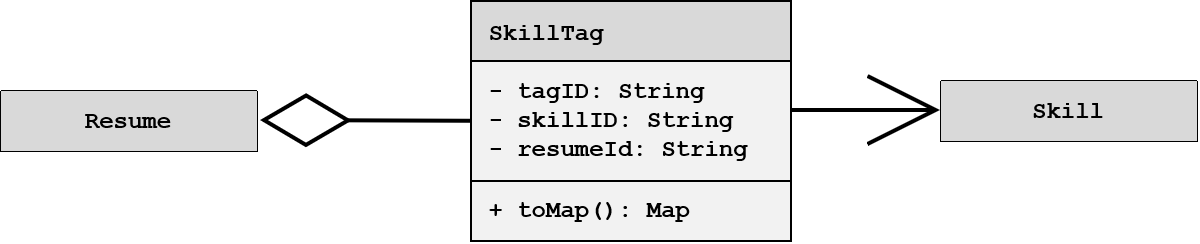 SkillTag
- tagID: String
Resume
- skillID: String
Skill
- resumeId: String
+ toMap(): Map